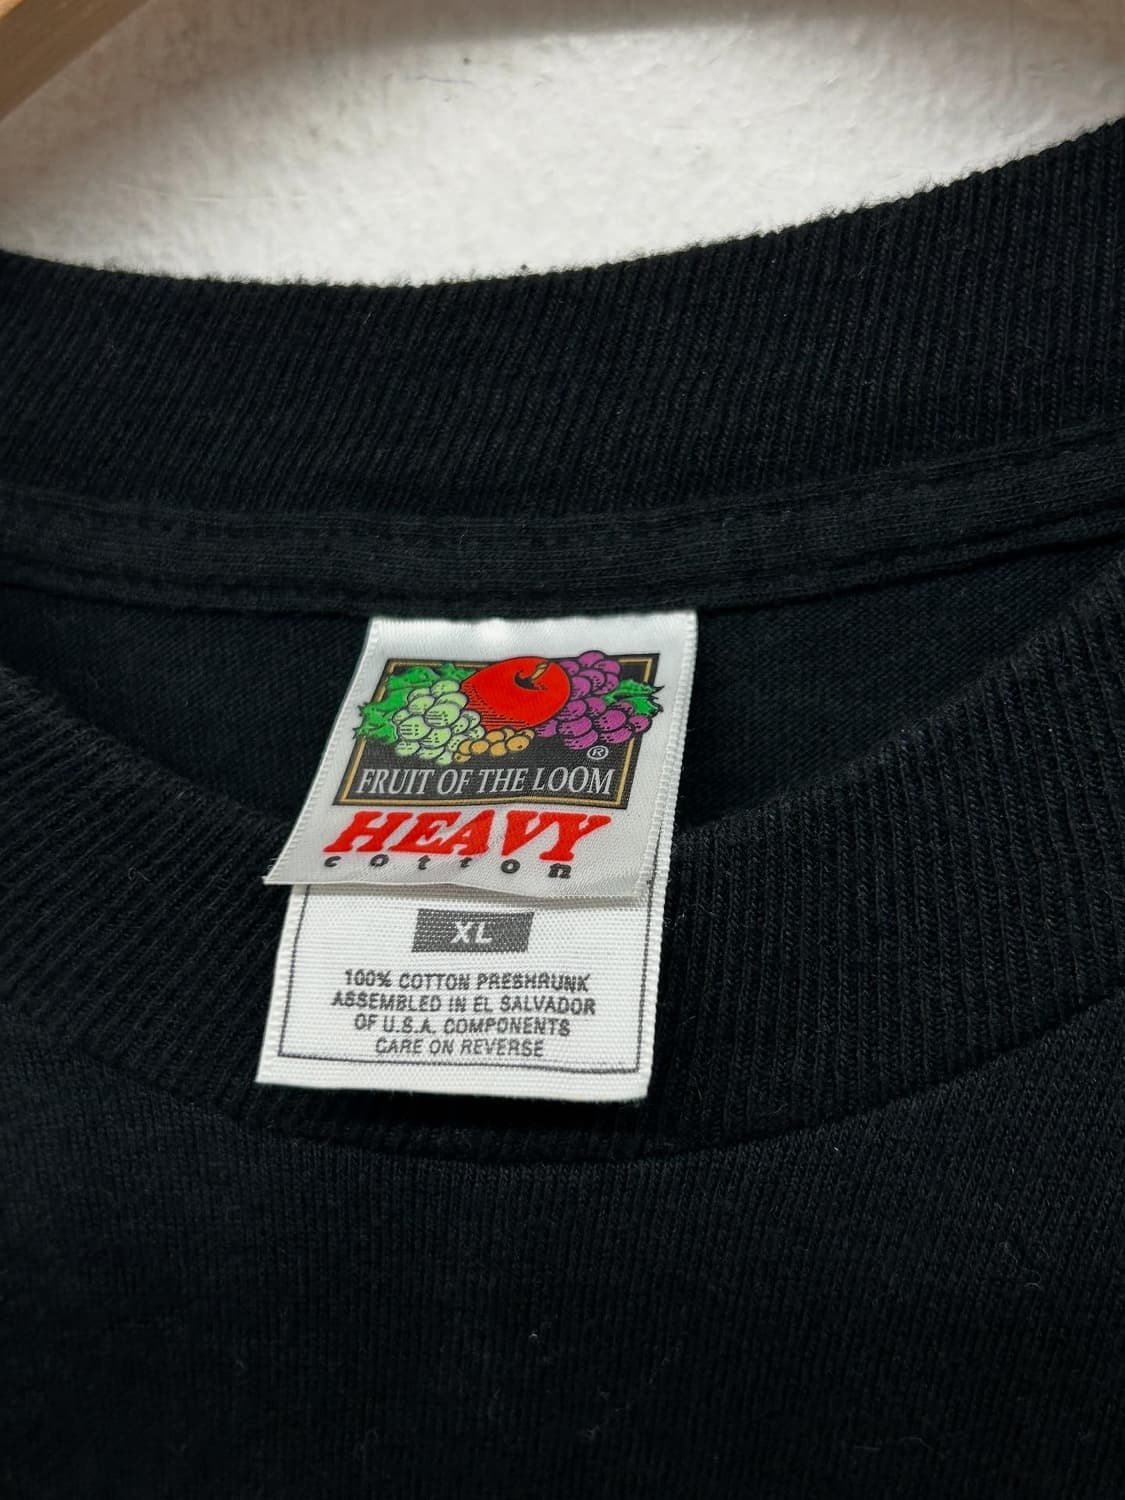 ®
FRUIT OF THE LOOM
HEAVY
cotton
XL
100% COTTON PRESHRUNK
ASSEMBLED IN EL SALVADOR
OF U.S.A. COMPONENTS
CARE ON REVERSE